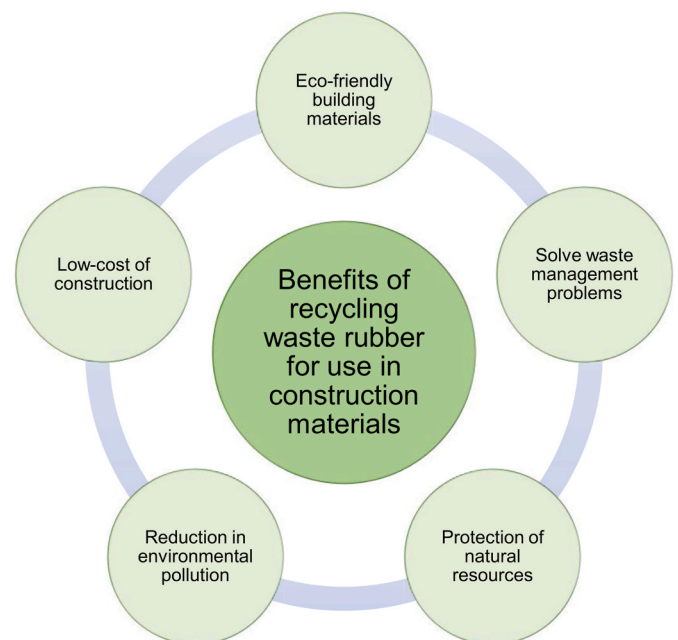 Eco-friendly
building
materials
Solve waste
management
problems
Protection of
natural
resources
Reduction in
environmental
pollution
Low-cost of
construction
Benefits of
recycling
waste rubber
for use in
construction
materials